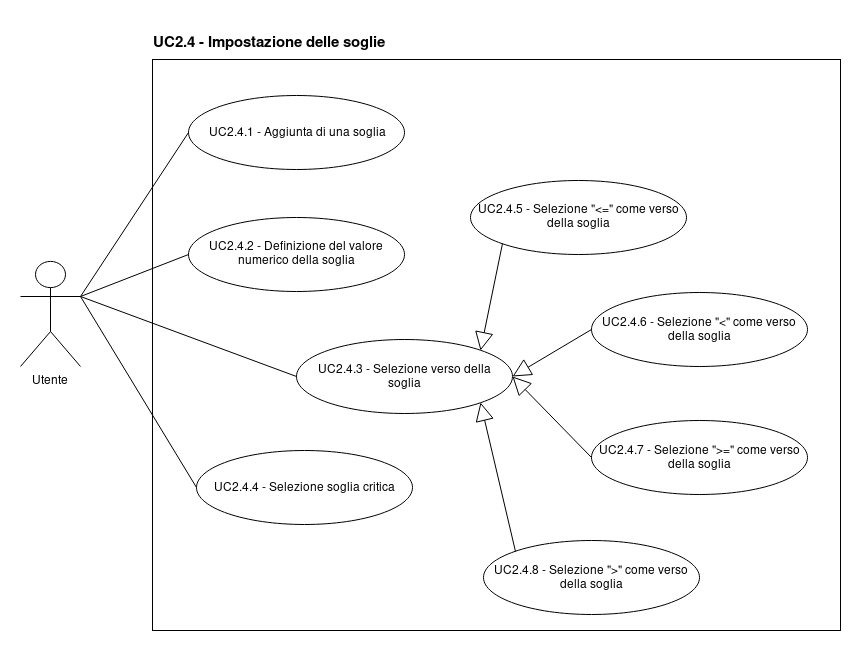 UC2.4 - Impostazione delle soglie
UC2.4.1 - Aggiunta di una soglia
UC2.4.5 - Selezione "<=" come verso
della soglia
UC2.4.2 - Definizione del valore
numerico della soglia
UC2.4.6 - Selezione "<" come verso
della soglia
UC2.4.3 - Selezione verso della
soglia
Utente
UC2.4.7 - Selezione ">=" come verso
della soglia
UC2.4.4 - Selezione soglia critica
UC2.4.8 - Selezione ">" come verso
della soglia